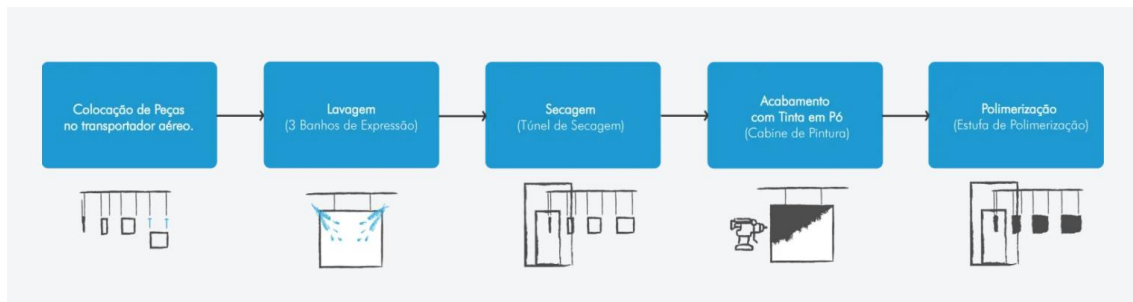 Colocação de Peças
no transportador aéreo.
Lavagem
(3 Banhos de Expressão)
Secagem
(Túnel de Secagem)
Acabamento
com Tinta em Pó
(Cabine de Pintura)
Polimerização
(Estufa de Polimerização)